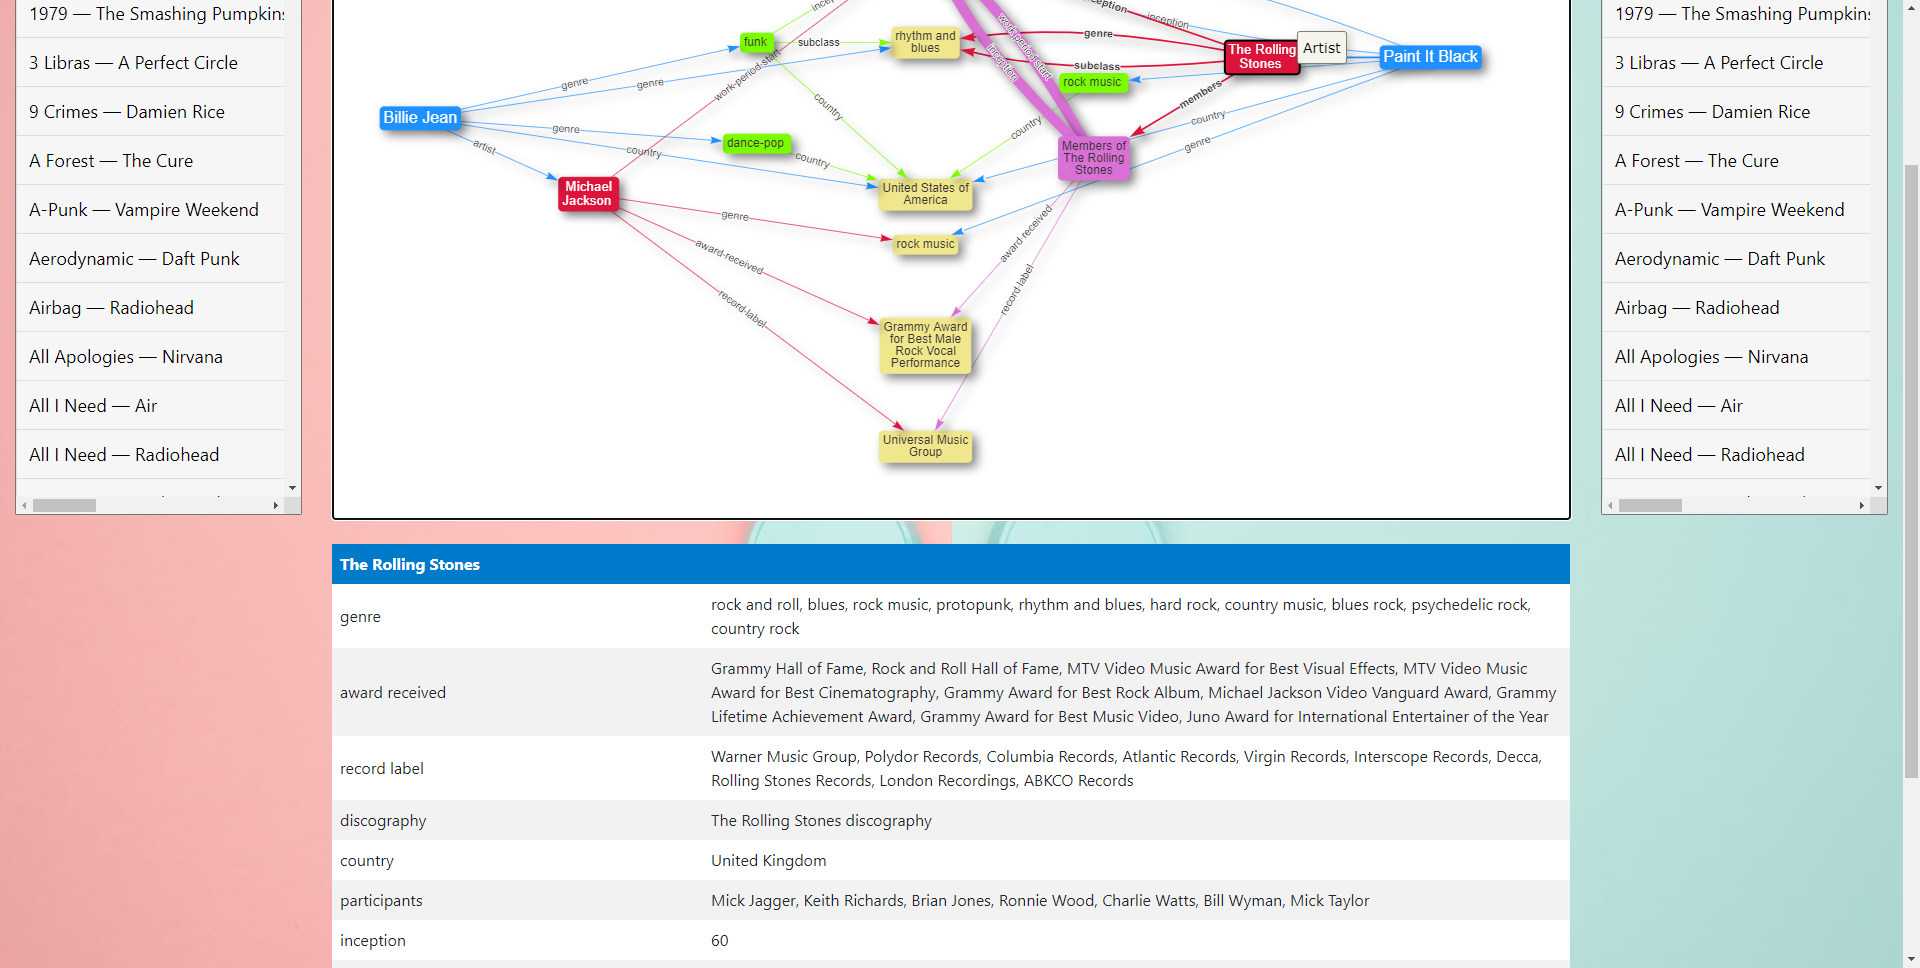 1979 — The Smashing Pumpkins
3 Libras — A Perfect Circle
9 Crimes — Damien Rice
A Forest — The Cure
A-Punk — Vampire Weekend
Aerodynamic — Daft Punk
Airbag — Radiohead
All Apologies — Nirvana
All I Need — Air
All I Need — Radiohead
inception
work-period-start
inception
funk
subclass
rhythm and
blues
genre
subclass
The Rolling
Stones
Artist
Paint It Black
rock music
genre
genre
work-period-start
country
country
members
country
genre
Billie Jean
genre
artist
country
dance-pop
country
Members of
The Rolling
Stones
Michael
Jackson
United States of
America
genre
rock music
award-received
award-received
record-label
record-label
Grammy Award
for Best Male
Rock Vocal
Performance
Universal Music
Group
1979 — The Smashing Pumpkins
3 Libras — A Perfect Circle
9 Crimes — Damien Rice
A Forest — The Cure
A-Punk — Vampire Weekend
Aerodynamic — Daft Punk
Airbag — Radiohead
All Apologies — Nirvana
All I Need — Air
All I Need — Radiohead
The Rolling Stones
genre
rock and roll, blues, rock music, protopunk, rhythm and blues, hard rock, country music, blues rock, psychedelic rock,
country rock
award received
Grammy Hall of Fame, Rock and Roll Hall of Fame, MTV Video Music Award for Best Visual Effects, MTV Video Music
Award for Best Cinematography, Grammy Award for Best Rock Album, Michael Jackson Video Vanguard Award, Grammy
Lifetime Achievement Award, Grammy Award for Best Music Video, Juno Award for International Entertainer of the Year
record label
Warner Music Group, Polydor Records, Columbia Records, Atlantic Records, Virgin Records, Interscope Records, Decca,
Rolling Stones Records, London Recordings, ABKCO Records
discography
The Rolling Stones discography
country
United Kingdom
participants
Mick Jagger, Keith Richards, Brian Jones, Ronnie Wood, Charlie Watts, Bill Wyman, Mick Taylor
inception
60